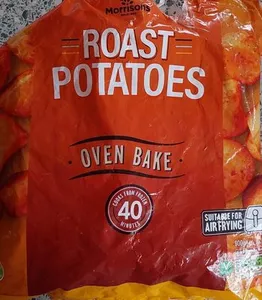 Morrisons
ROAST
POTATOES
OVEN BAKE
COOKS FROM FROZEN
40
MINUTES
SUITABLE FOR
AIR FRYING